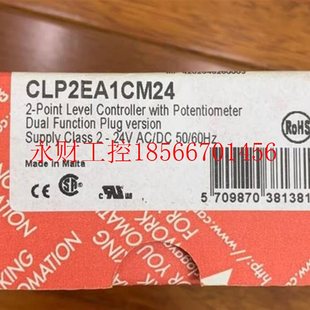 CLP2EA1CM24
2-Point Level Controller with Potentiometer
Dual Function Plug version
Supply Class 2 - 24V AC/DC 50/60Hz
RoHS
永财工控18566701456
Made in Malta
CE
5 709870 381381